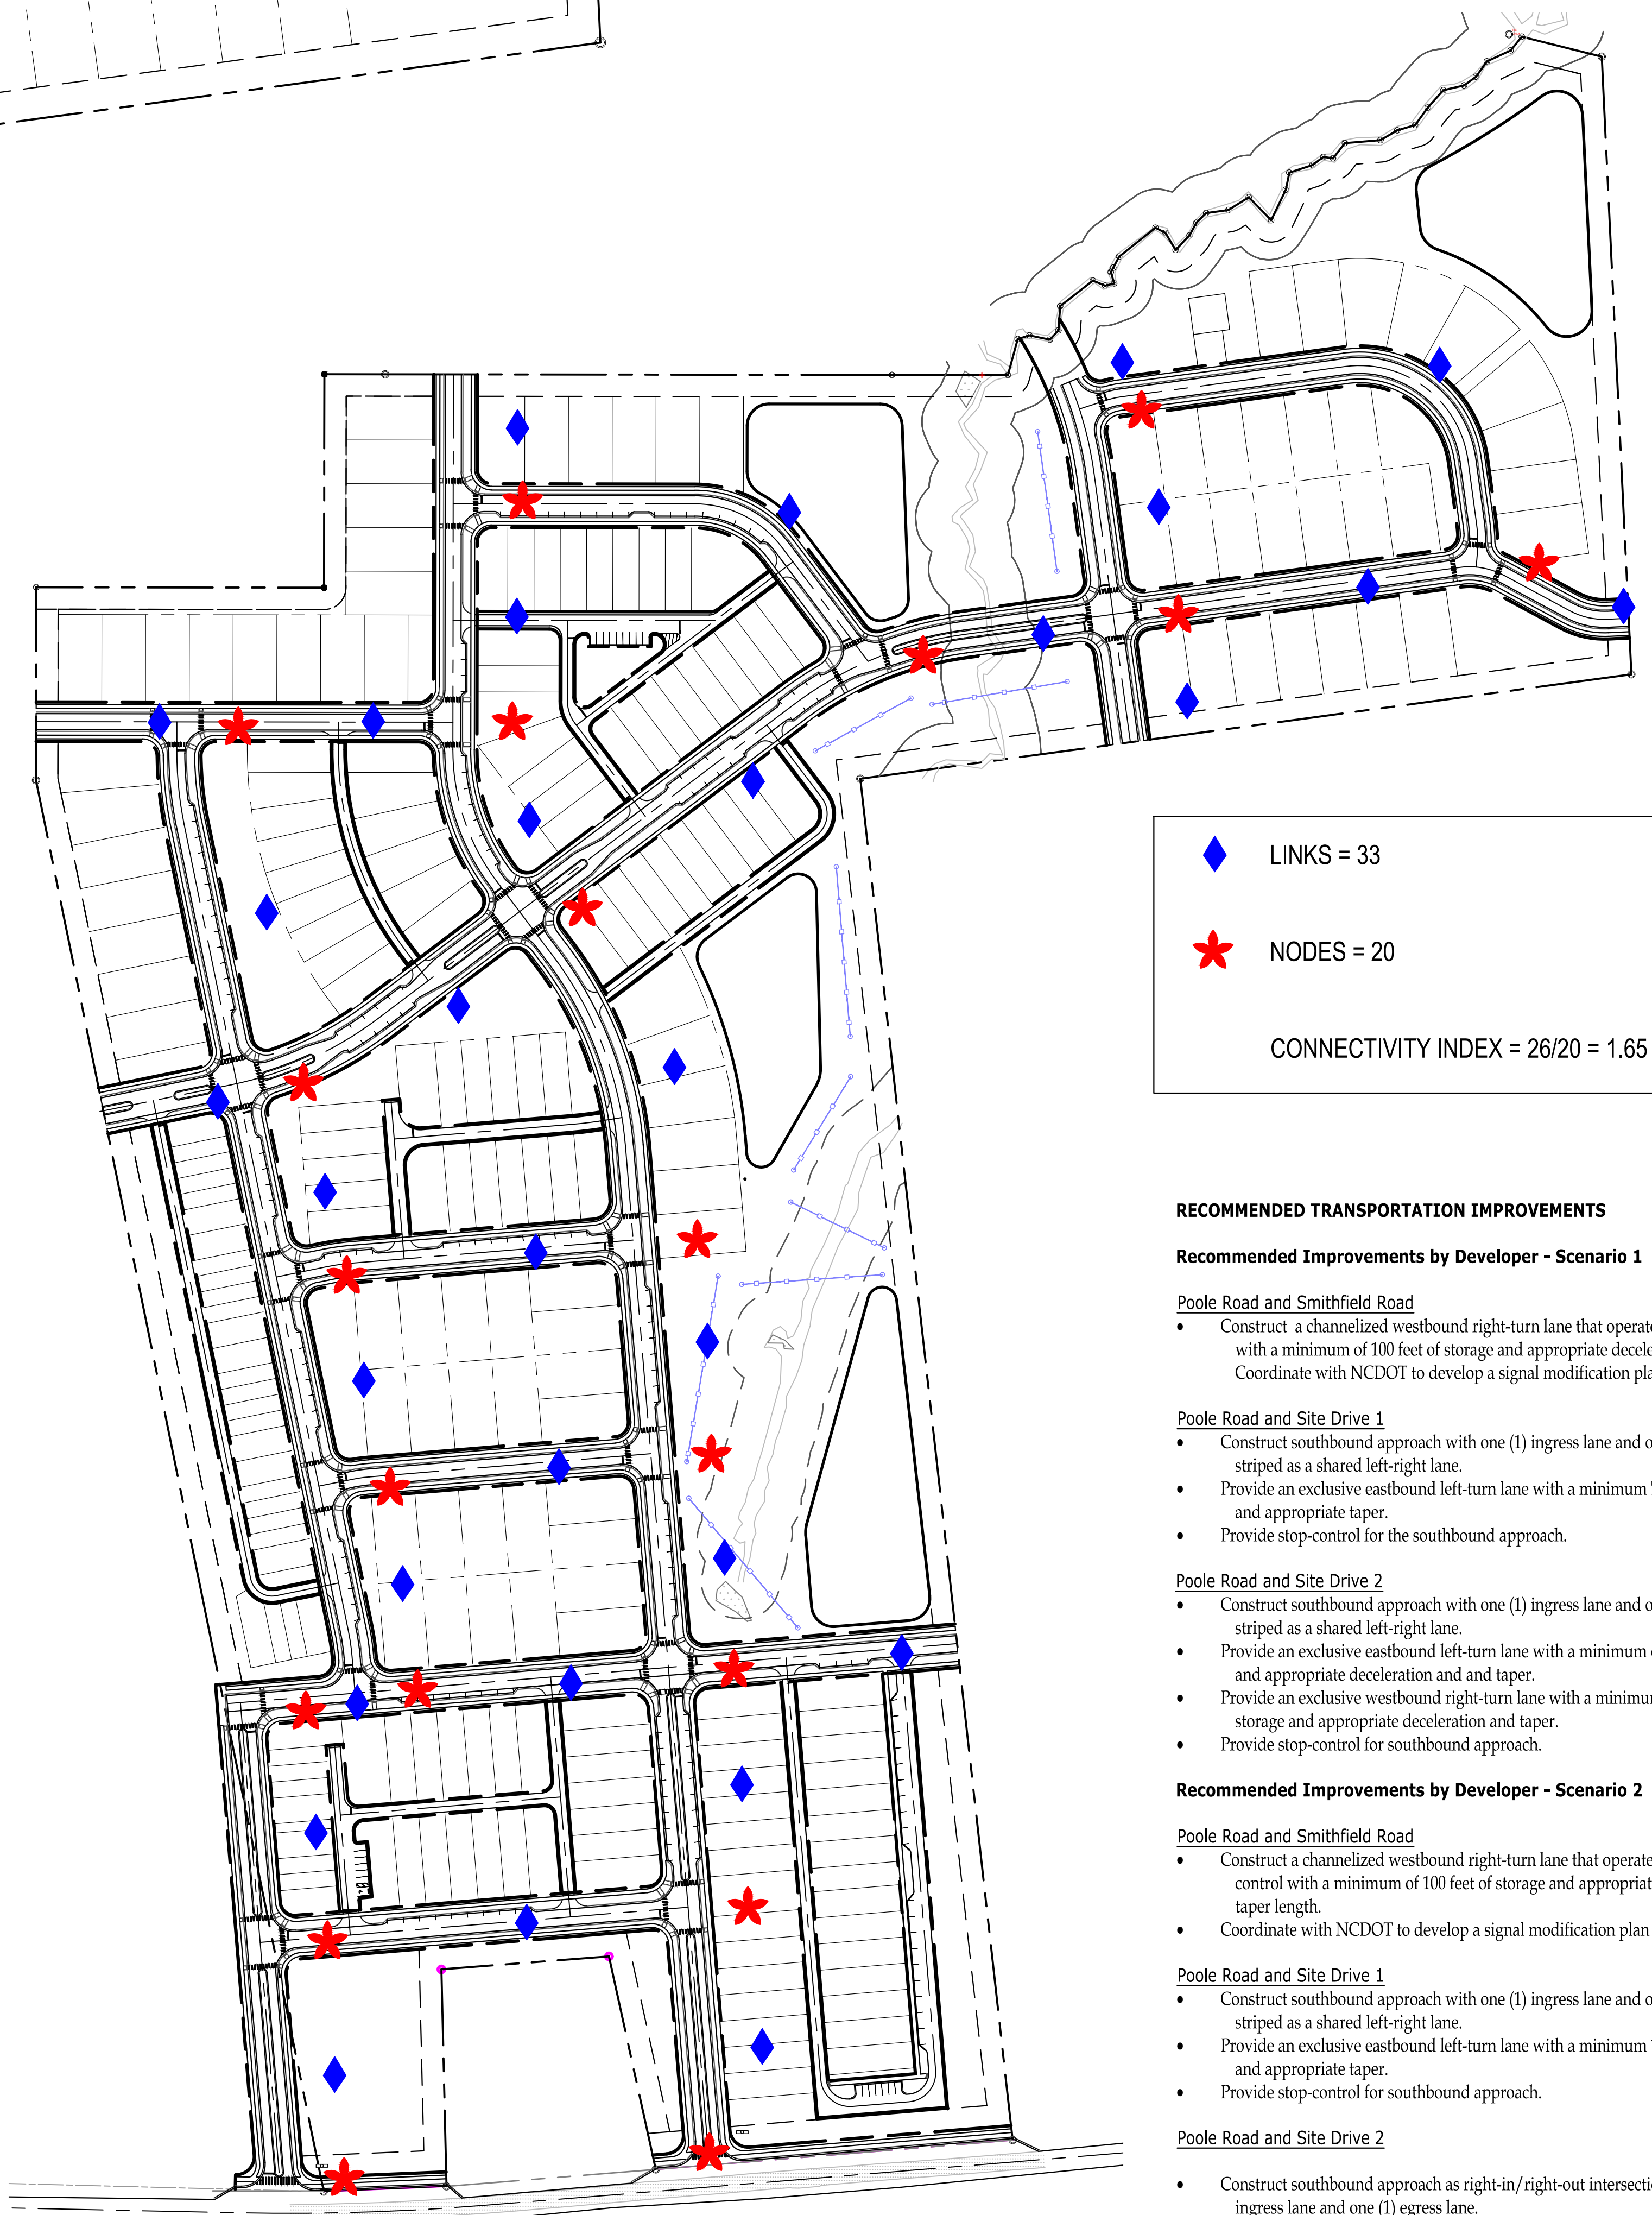 LINKS = 33
NODES = 20
CONNECTIVITY INDEX = 26/20 = 1.65
RECOMMENDED TRANSPORTATION IMPROVEMENTS
Recommended Improvements by Developer - Scenario 1
Poole Road and Smithfield Road
• Construct a channelized westbound right-turn lane that operate
with a minimum of 100 feet of storage and appropriate decele
Coordinate with NCDOT to develop a signal modification pla
Poole Road and Site Drive 1
• Construct southbound approach with one (1) ingress lane and o
striped as a shared left-right lane.
• Provide an exclusive eastbound left-turn lane with a minimum
and appropriate taper.
• Provide stop-control for the southbound approach.
Poole Road and Site Drive 2
• Construct southbound approach with one (1) ingress lane and o
striped as a shared left-right lane.
• Provide an exclusive eastbound left-turn lane with a minimum
and appropriate deceleration and and taper.
• Provide an exclusive westbound right-turn lane with a minimum
storage and appropriate deceleration and taper.
• Provide stop-control for southbound approach.
Recommended Improvements by Developer - Scenario 2
Poole Road and Smithfield Road
• Construct a channelized westbound right-turn lane that operate
control with a minimum of 100 feet of storage and appropriat
taper length.
• Coordinate with NCDOT to develop a signal modification plan
Poole Road and Site Drive 1
• Construct southbound approach with one (1) ingress lane and o
striped as a shared left-right lane.
• Provide an exclusive eastbound left-turn lane with a minimum
and appropriate taper.
• Provide stop-control for southbound approach.
Poole Road and Site Drive 2
• Construct southbound approach as right-in/right-out intersecti
ingress lane and one (1) egress lane.